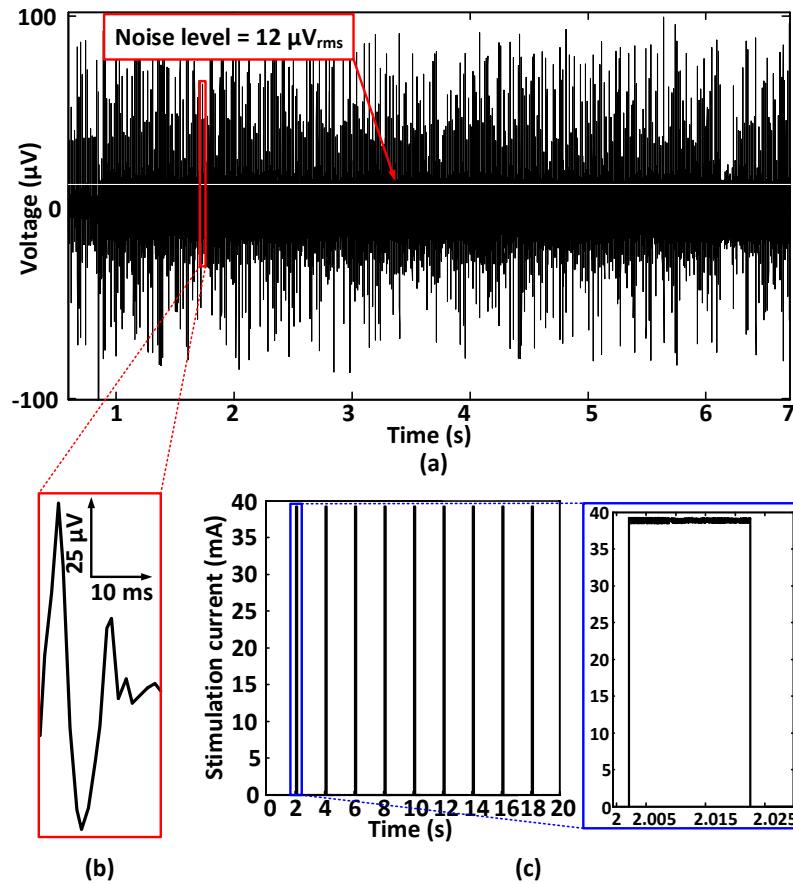 100
Noise level = 12 µVrms
Voltage (µV)
0
-100
1 2 3 4 5 6 7
Time (s)
(a)
25 µV
10 ms
(b)
Stimulation current (mA)
40
35
30
25
20
15
10
5
0
0 2 4 6 8 10 12 14 16 18 20
Time (s)
40
35
30
25
20
15
10
5
0
2 2.005 2.015 2.025
(c)